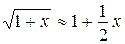 √(1 + x) ≈ 1 + 1/2 x